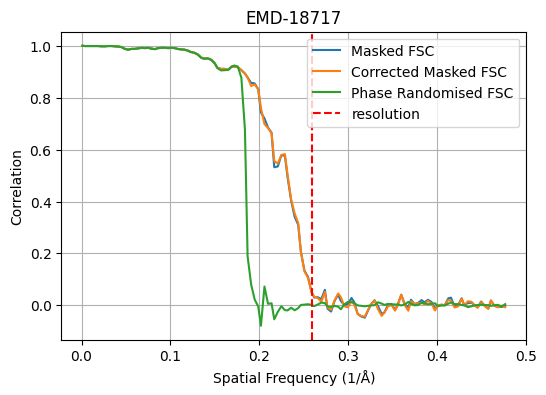 EMD-18717
Masked FSC
Corrected Masked FSC
Phase Randomised FSC
resolution
Correlation
1.0
0.8
0.6
0.4
0.2
0.0
0.0 0.1 0.2 0.3 0.4 0.5
Spatial Frequency (1/Å)